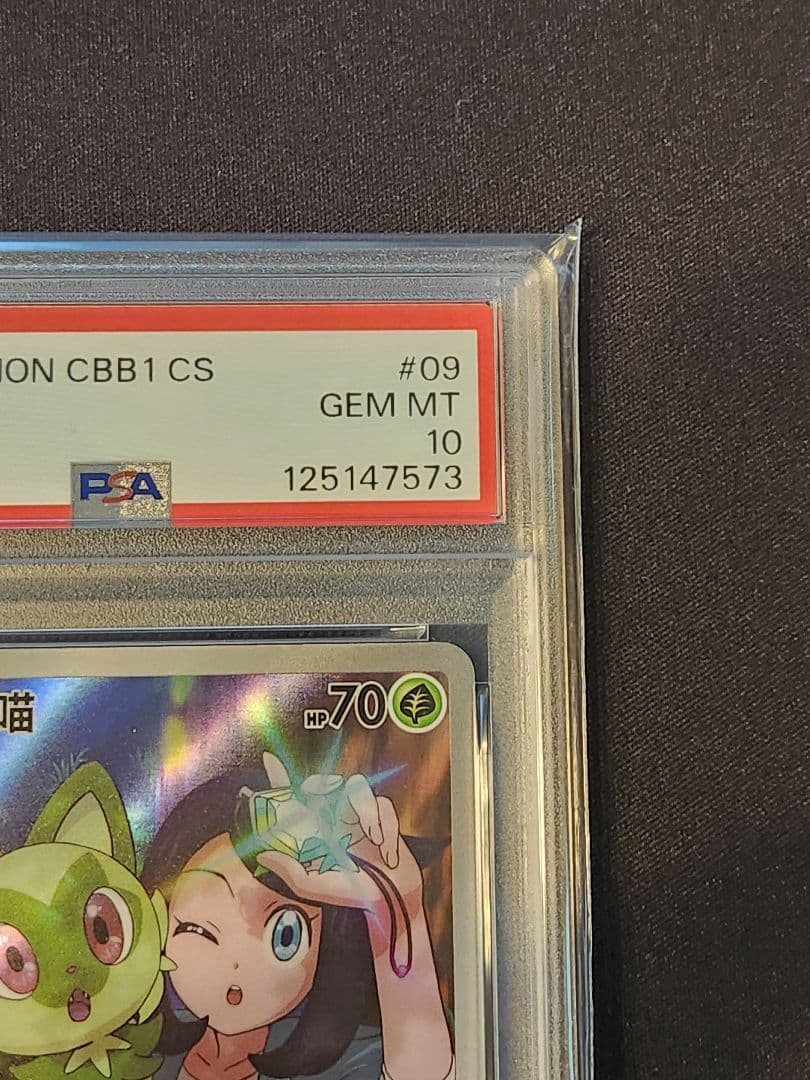 ION CBB1 CS #09
GEM MT
10
PSA 125147573
喵 HP70